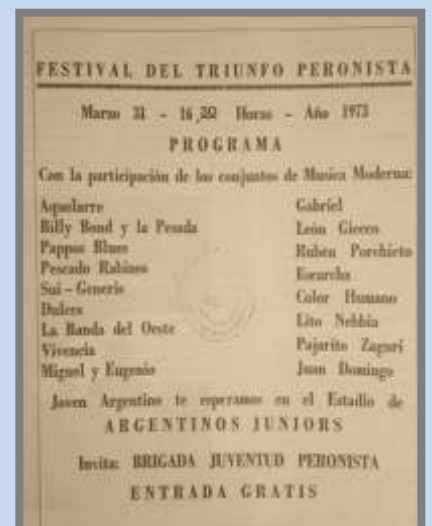 FESTIVAL DEL TRIUNFO PERONISTA
Marzo 31 - 16,30 Horas - Año 1973
PROGRAMA
Con la participación de los conjuntos de Musica Moderna:
Aquelarre
Billy Bond y la Pesada
Pappos Blues
Pescado Rabioso
Sui - Generis
Dulces
La Banda del Oeste
Vivencia
Miguel y Eugenio
Gabriel
León Giecco
Ruben Porchieto
Escarcha
Color Humano
Lito Nebbia
Pajarito Zaguri
Juan Domingo
Joven Argentino te esperamos en el Estadio de
ARGENTINOS JUNIORS
Invita: BRIGADA JUVENTUD PERONISTA
ENTRADA GRATIS